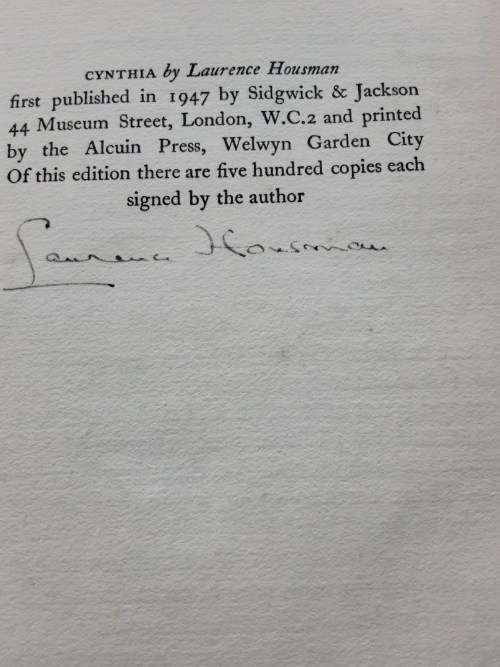 CYNTHIA by Laurence Housman
first published in 1947 by Sidgwick & Jackson
44 Museum Street, London, W.C.2 and printed
by the Alcuin Press, Welwyn Garden City
Of this edition there are five hundred copies each
signed by the author
Laurence Housman